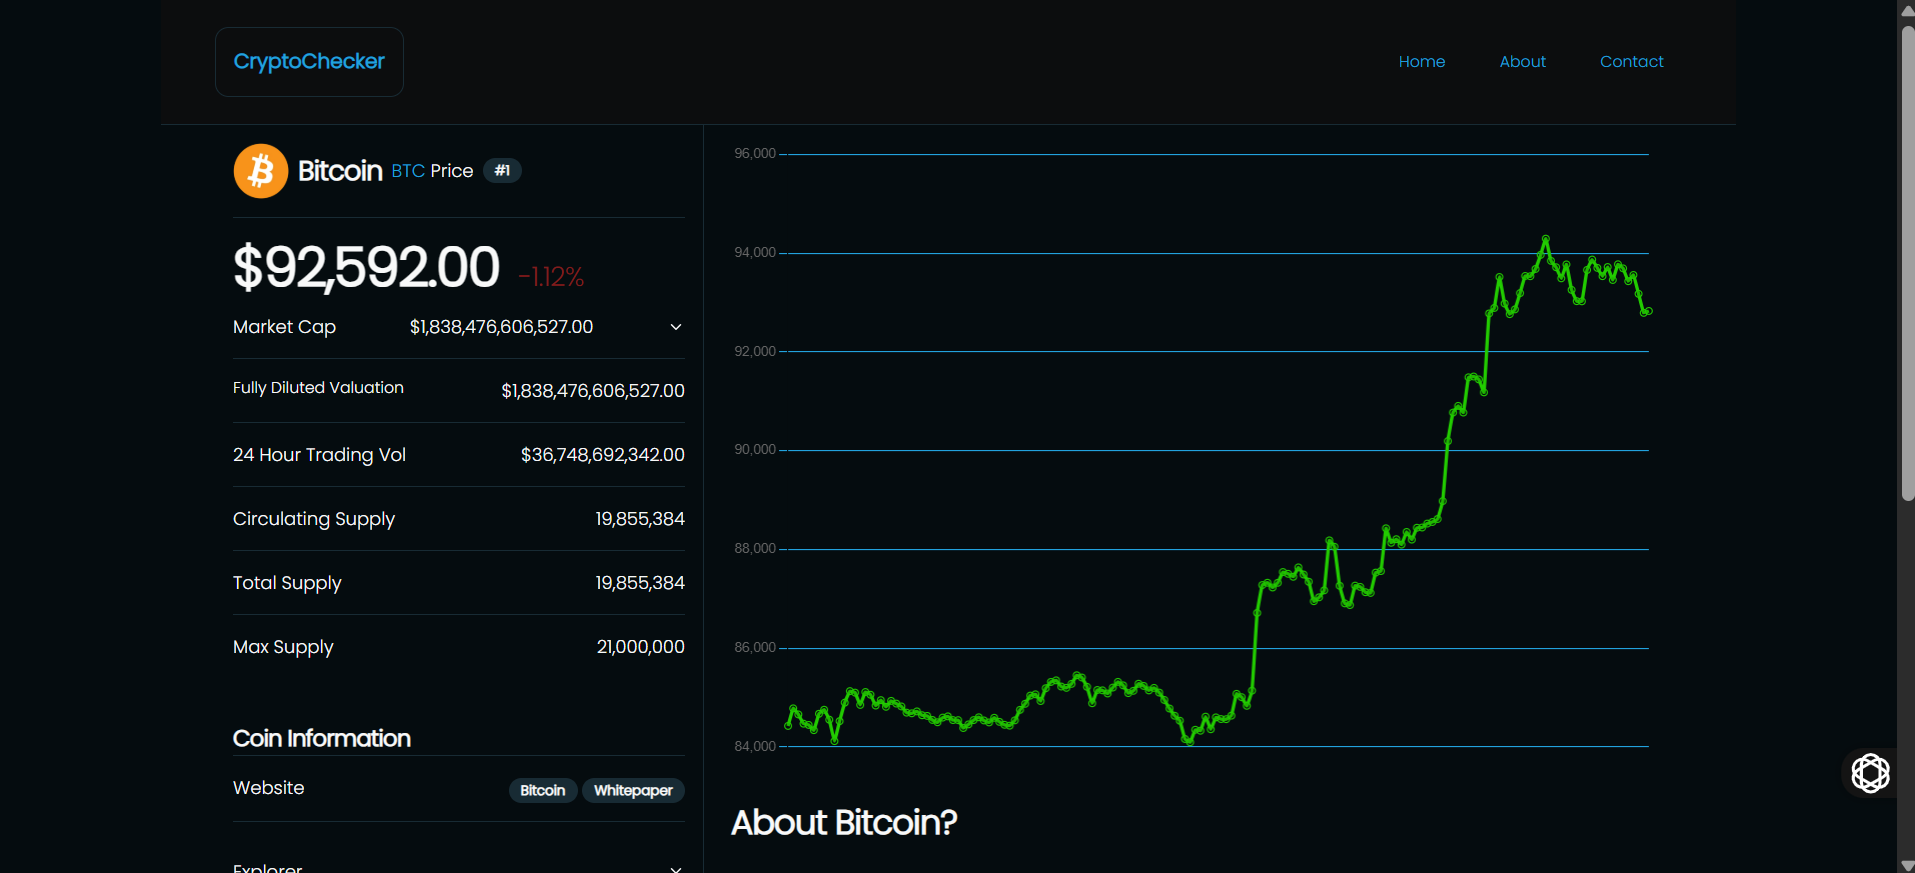 CryptoChecker
Home About Contact
Bitcoin BTC Price #1
$92,592.00 -1.12%
Market Cap $1,838,476,606,527.00
Fully Diluted Valuation $1,838,476,606,527.00
24 Hour Trading Vol $36,748,692,342.00
Circulating Supply 19,855,384
Total Supply 19,855,384
Max Supply 21,000,000
Coin Information
Website Bitcoin Whitepaper
Explorer
96,000
94,000
92,000
90,000
88,000
86,000
84,000
About Bitcoin?